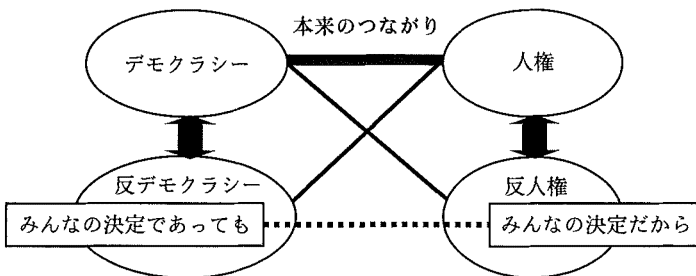 本来のつながり
デモクラシー
人権
反デモクラシー
反人権
みんなの決定であっても
みんなの決定だから